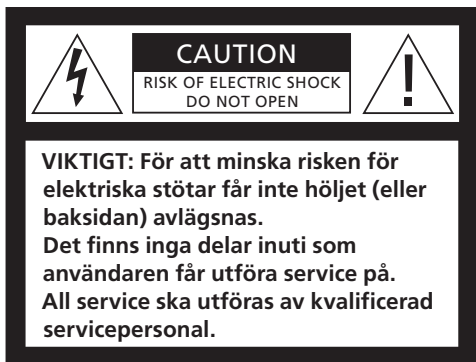 CAUTION
RISK OF ELECTRIC SHOCK
DO NOT OPEN
VIKTIGT: För att minska risken för
elektriska stötar får inte höljet (eller
baksidan) avlägsnas.
Det finns inga delar inuti som
användaren får utföra service på.
All service ska utföras av kvalificerad
servicepersonal.